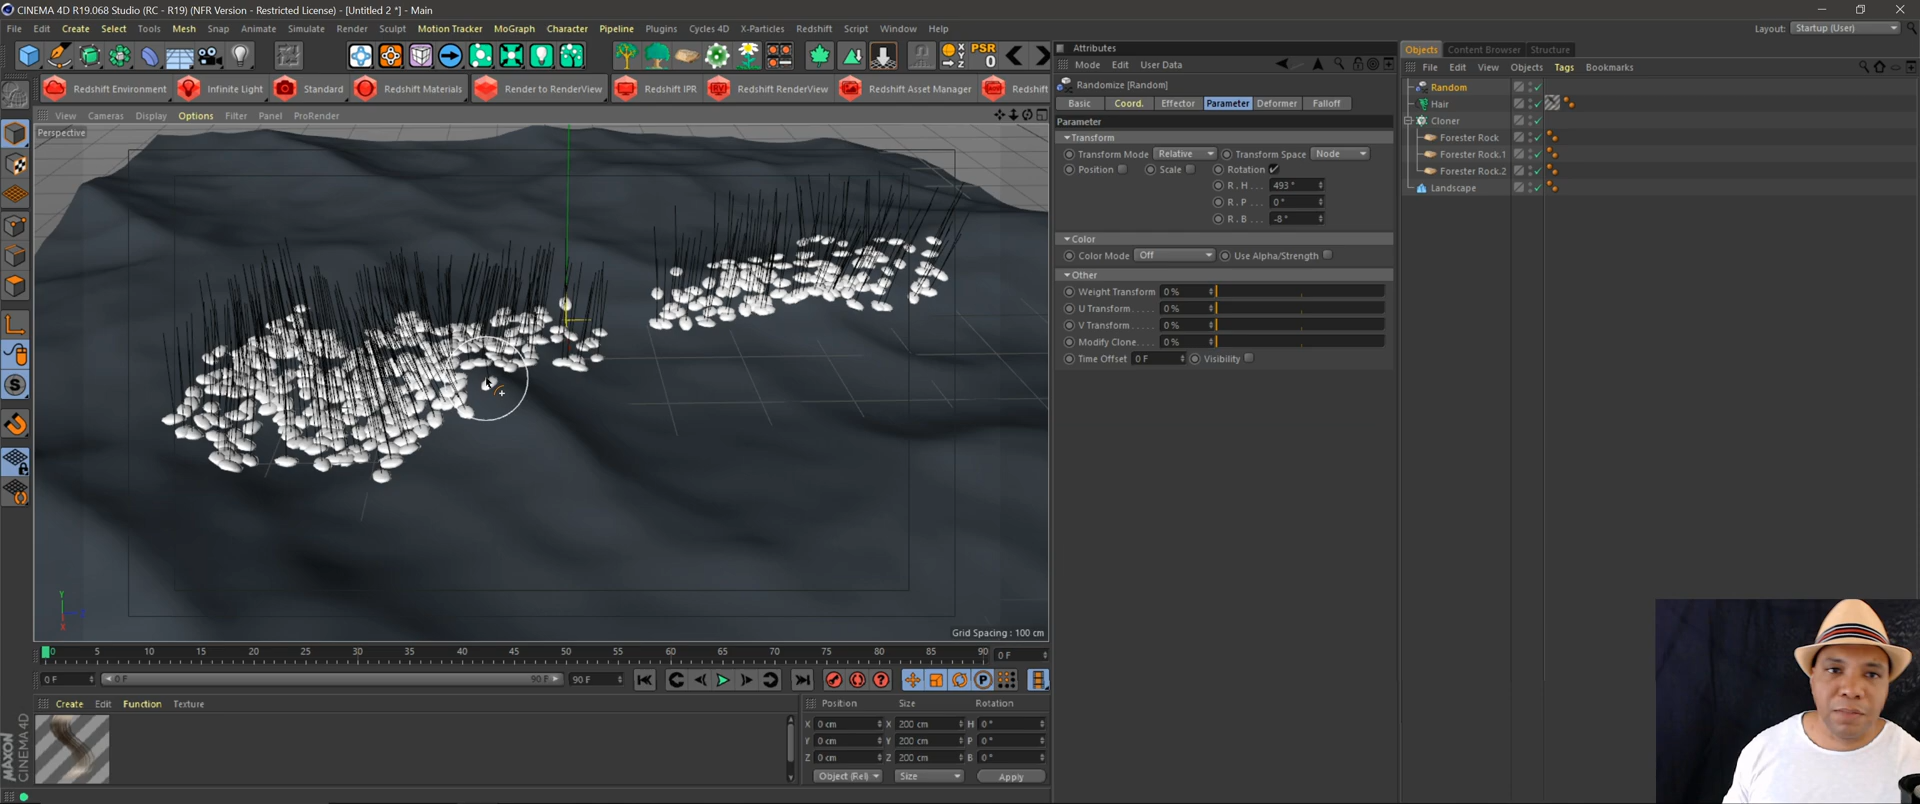 CINEMA 4D R19.068 Studio (RC - R19) (NFR Version - Restricted License) - [Untitled 2 *] - Main
File Edit Create Select Tools Mesh Snap Animate Simulate Render Sculpt Motion Tracker MoGraph Character Pipeline Plugins Cycles 4D X-Particles Redshift Script Window Help
Layout: Startup (User)
PSR
0
Redshift Environment Infinite Light Standard Redshift Materials Render to RenderView Redshift IPR Redshift RenderView Redshift Asset Manager Redshift
View Cameras Display Options Filter Panel ProRender
Perspective
Grid Spacing : 100 cm
Y
X
Attributes
Mode Edit User Data
Randomize [Random]
Basic Coord. Effector Parameter Deformer Falloff
Parameter
Transform
Transform Mode Relative Transform Space Node
Position Scale Rotation
R . H . . . 493 °
R . P . . . 0 °
R . B . . . -8 °
Color
Color Mode Off Use Alpha/Strength
Other
Weight Transform 0 %
U Transform . . . . . 0 %
V Transform . . . . . 0 %
Modify Clone. . . . 0 %
Time Offset 0 F Visibility
Objects Content Browser Structure
File Edit View Objects Tags Bookmarks
Random
Hair
Cloner
Forester Rock
Forester Rock.1
Forester Rock.2
Landscape
0 5 10 15 20 25 30 35 40 45 50 55 60 65 70 75 80 85 90 0 F
0 F 0 F 90 F 90 F
Create Edit Function Texture
MAXON
CINEMA 4D
Position Size Rotation
X 0 cm X 200 cm H 0 °
Y 0 cm Y 200 cm P 0 °
Z 0 cm Z 200 cm B 0 °
Object (Rel) Size Apply